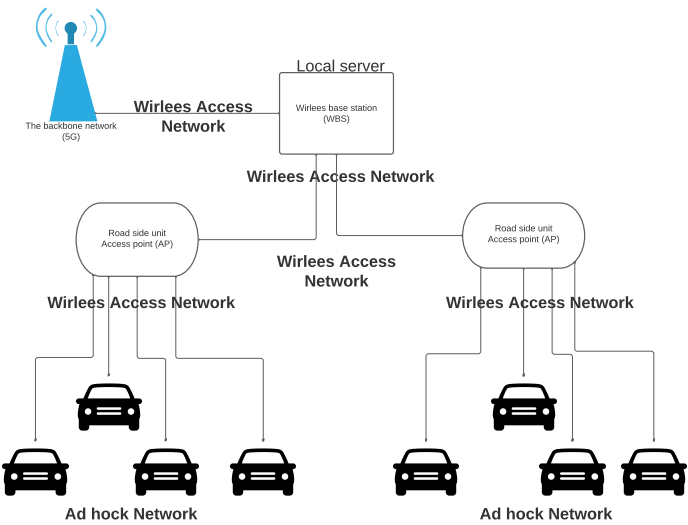 Local server
Wirlees Access
Network
Wirlees base station
(WBS)
The backbone network
(5G)
Wirlees Access Network
Road side unit
Access point (AP)
Road side unit
Access point (AP)
Wirlees Access
Network
Wirlees Access Network
Wirlees Access Network
Ad hock Network
Ad hock Network